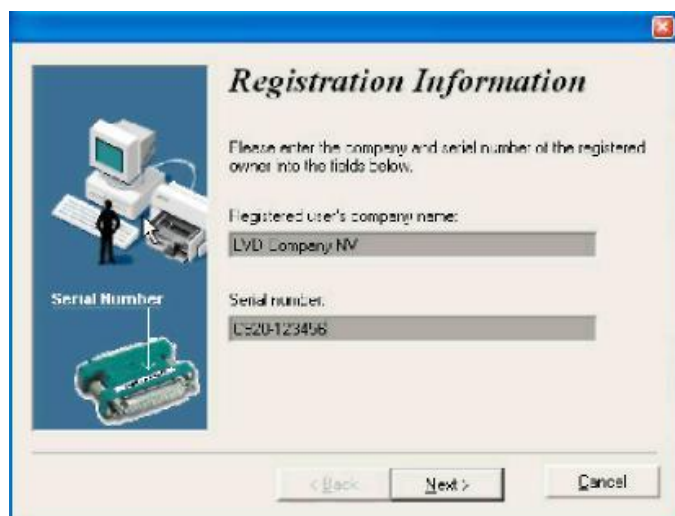 Registration Information
Please enter the company and serial number of the registered
owner into the fields below.
Registered user's company name:
LVD Company NV
Serial number:
Serial Number
C520-123456
< Back
Next >
Cancel